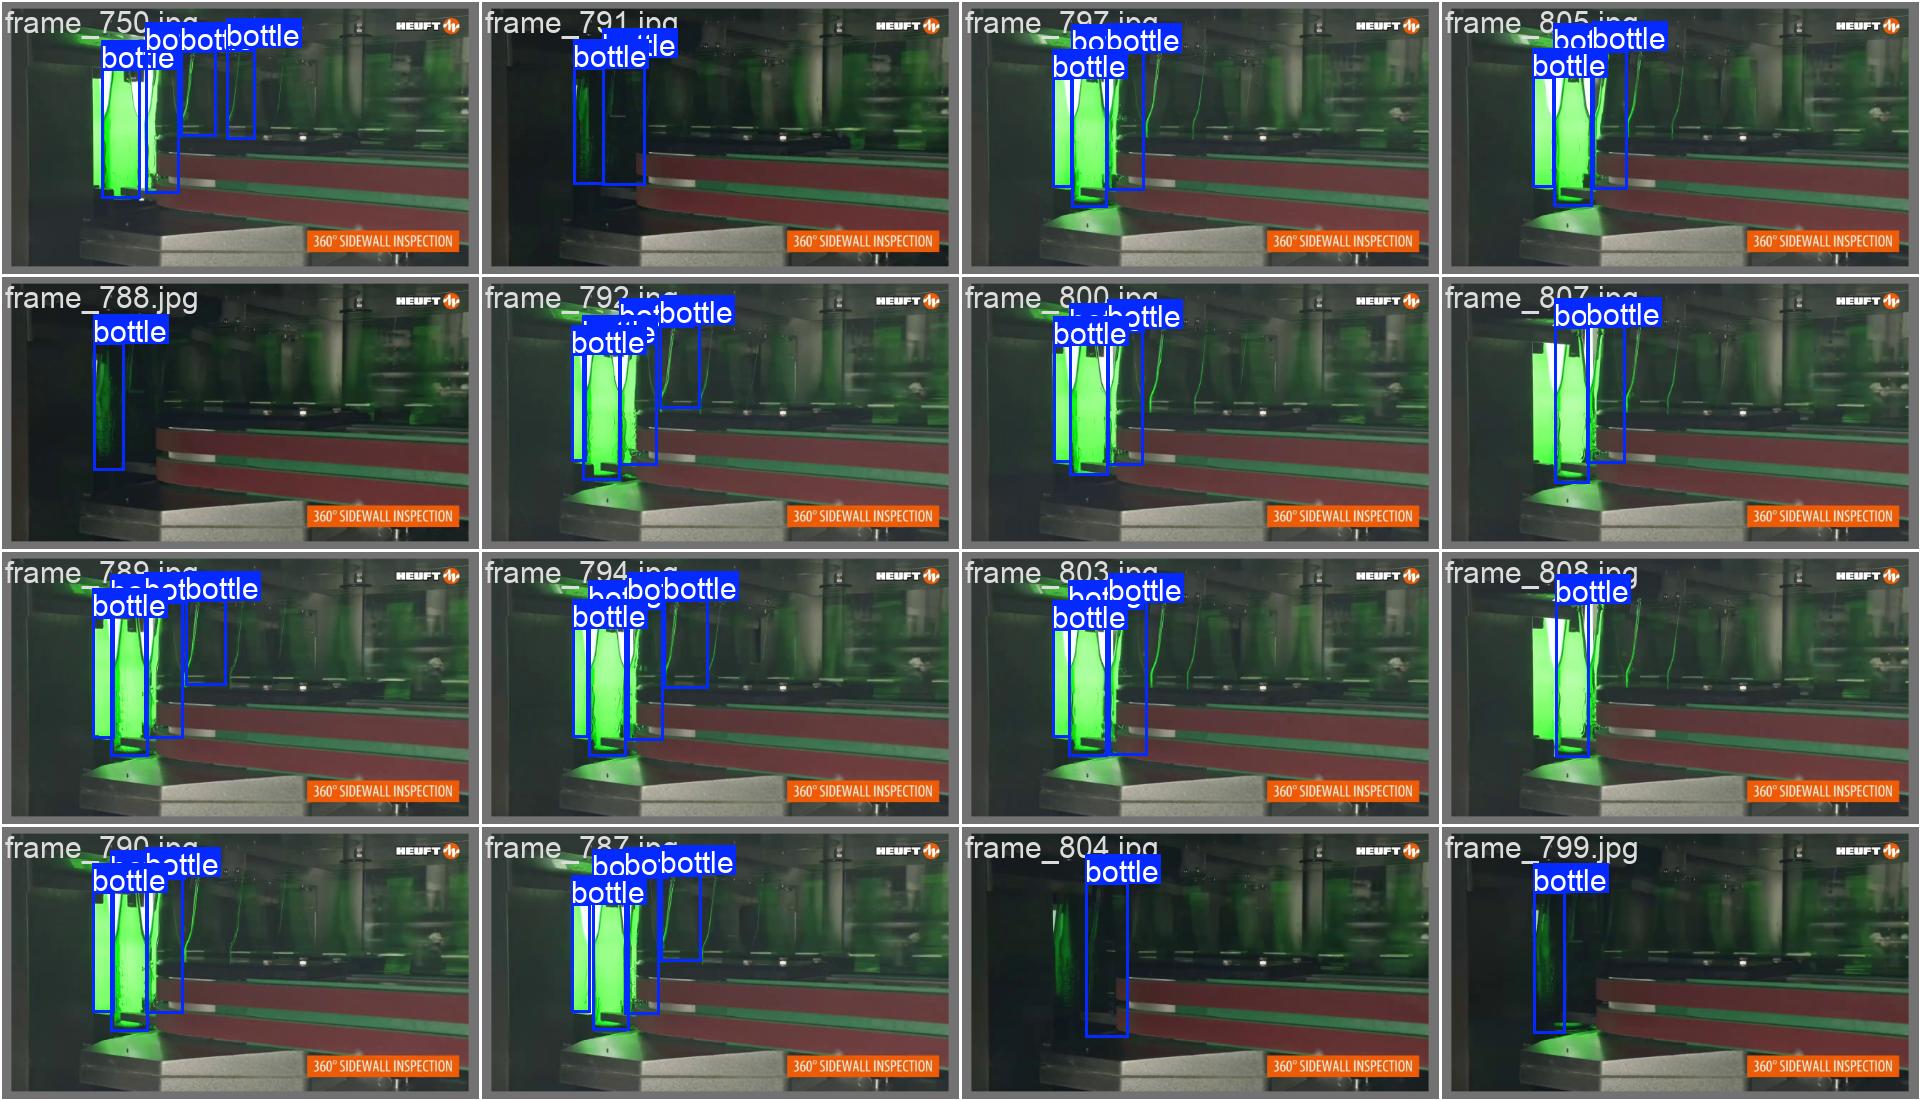 frame_750.jpg
HEUFT
bottle
bottle
360° SIDEWALL INSPECTION
frame_791.jpg
HEUFT
bottle
360° SIDEWALL INSPECTION
frame_797.jpg
HEUFT
bottle
bottle
360° SIDEWALL INSPECTION
frame_805.jpg
HEUFT
bottle
bottle
360° SIDEWALL INSPECTION
frame_788.jpg
HEUFT
bottle
360° SIDEWALL INSPECTION
frame_792.jpg
HEUFT
bottle
bottle
360° SIDEWALL INSPECTION
frame_800.jpg
HEUFT
bottle
bottle
360° SIDEWALL INSPECTION
frame_807.jpg
HEUFT
bottle
360° SIDEWALL INSPECTION
frame_789.jpg
HEUFT
bottle
bottle
360° SIDEWALL INSPECTION
frame_794.jpg
HEUFT
bottle
bottle
360° SIDEWALL INSPECTION
frame_803.jpg
HEUFT
bottle
bottle
360° SIDEWALL INSPECTION
frame_808.jpg
HEUFT
bottle
360° SIDEWALL INSPECTION
frame_790.jpg
HEUFT
bottle
bottle
360° SIDEWALL INSPECTION
frame_787.jpg
HEUFT
bottle
bottle
360° SIDEWALL INSPECTION
frame_804.jpg
HEUFT
bottle
360° SIDEWALL INSPECTION
frame_799.jpg
HEUFT
bottle
360° SIDEWALL INSPECTION